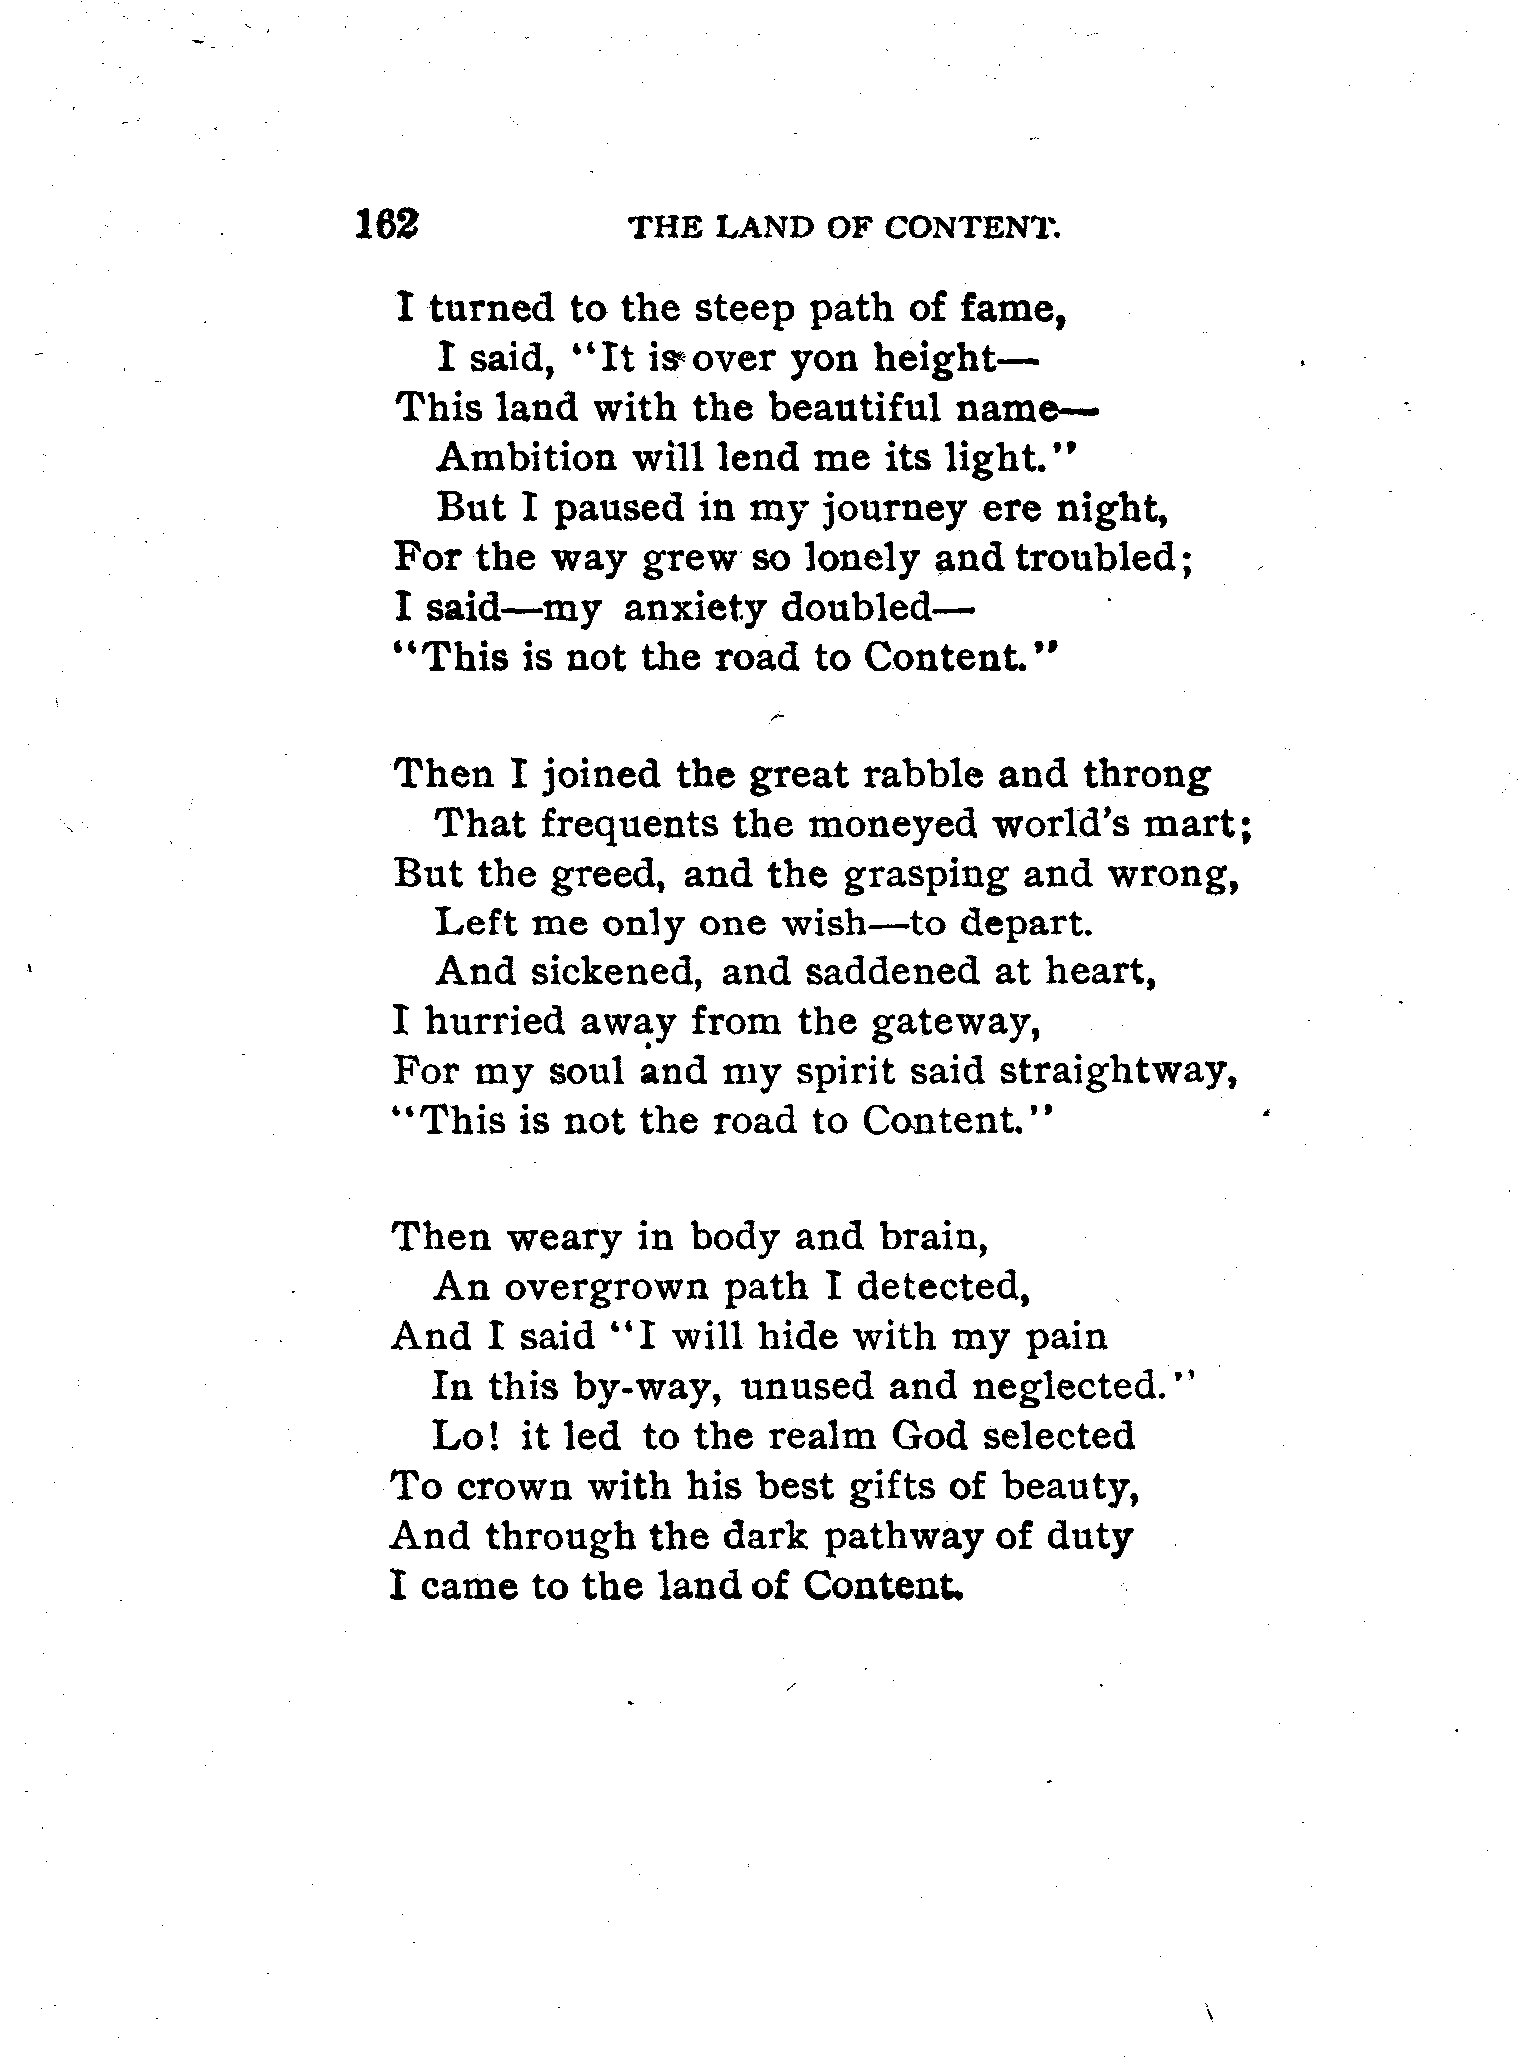 162 THE LAND OF CONTENT.
I turned to the steep path of fame,
I said, “It is over yon height—
This land with the beautiful name—
Ambition will lend me its light.”
But I paused in my journey ere night,
For the way grew so lonely and troubled;
I said—my anxiety doubled—
“This is not the road to Content.”
Then I joined the great rabble and throng
That frequents the moneyed world's mart;
But the greed, and the grasping and wrong,
Left me only one wish—to depart.
And sickened, and saddened at heart,
I hurried away from the gateway,
For my soul and my spirit said straightway,
“This is not the road to Content.”
Then weary in body and brain,
An overgrown path I detected,
And I said “I will hide with my pain
In this by-way, unused and neglected.”
Lo! it led to the realm God selected
To crown with his best gifts of beauty,
And through the dark pathway of duty
I came to the land of Content.